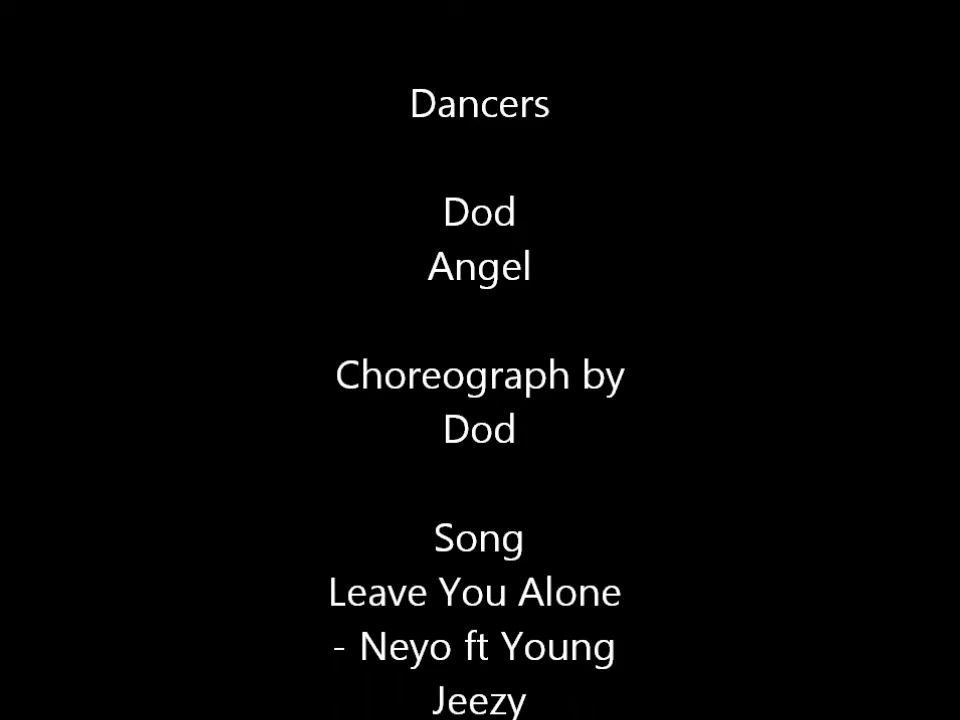 Dancers
Dod
Angel
Choreograph by
Dod
Song
Leave You Alone
- Neyo ft Young
Jeezy